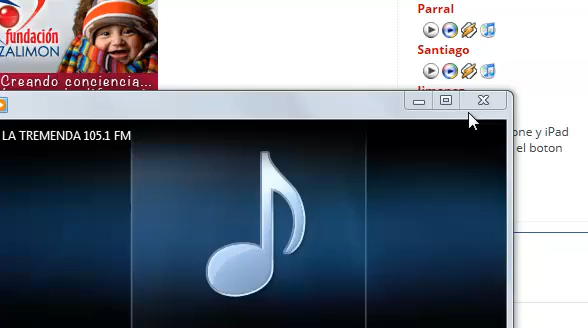 Parral
Santiago
fundación
ZALIMON
Creando conciencia...
LA TREMENDA 105.1 FM
one y iPad
el boton